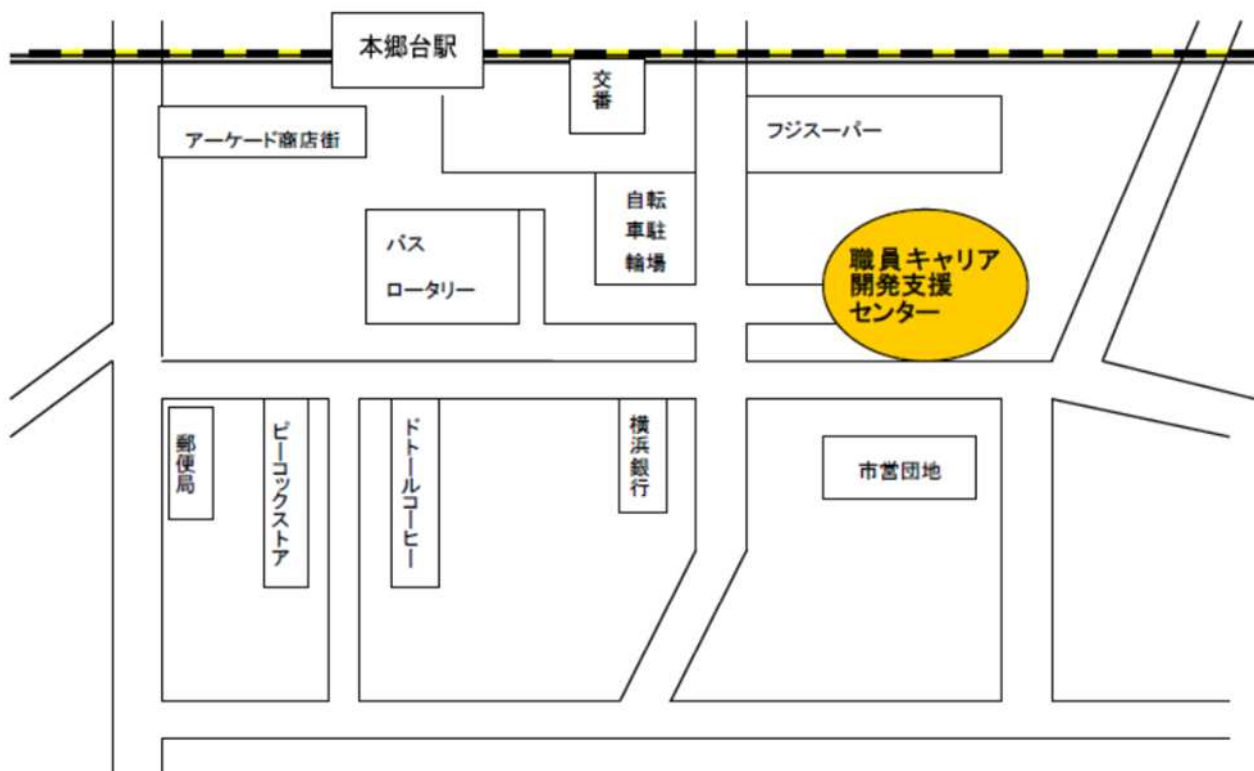 本郷台駅
交番
アーケード商店街
フジスーパー
自転
車駐
輪場
バス
ロータリー
職員キャリア
開発支援
センター
郵便局
ピーコックストア
ドトールコーヒー
横浜銀行
市営団地